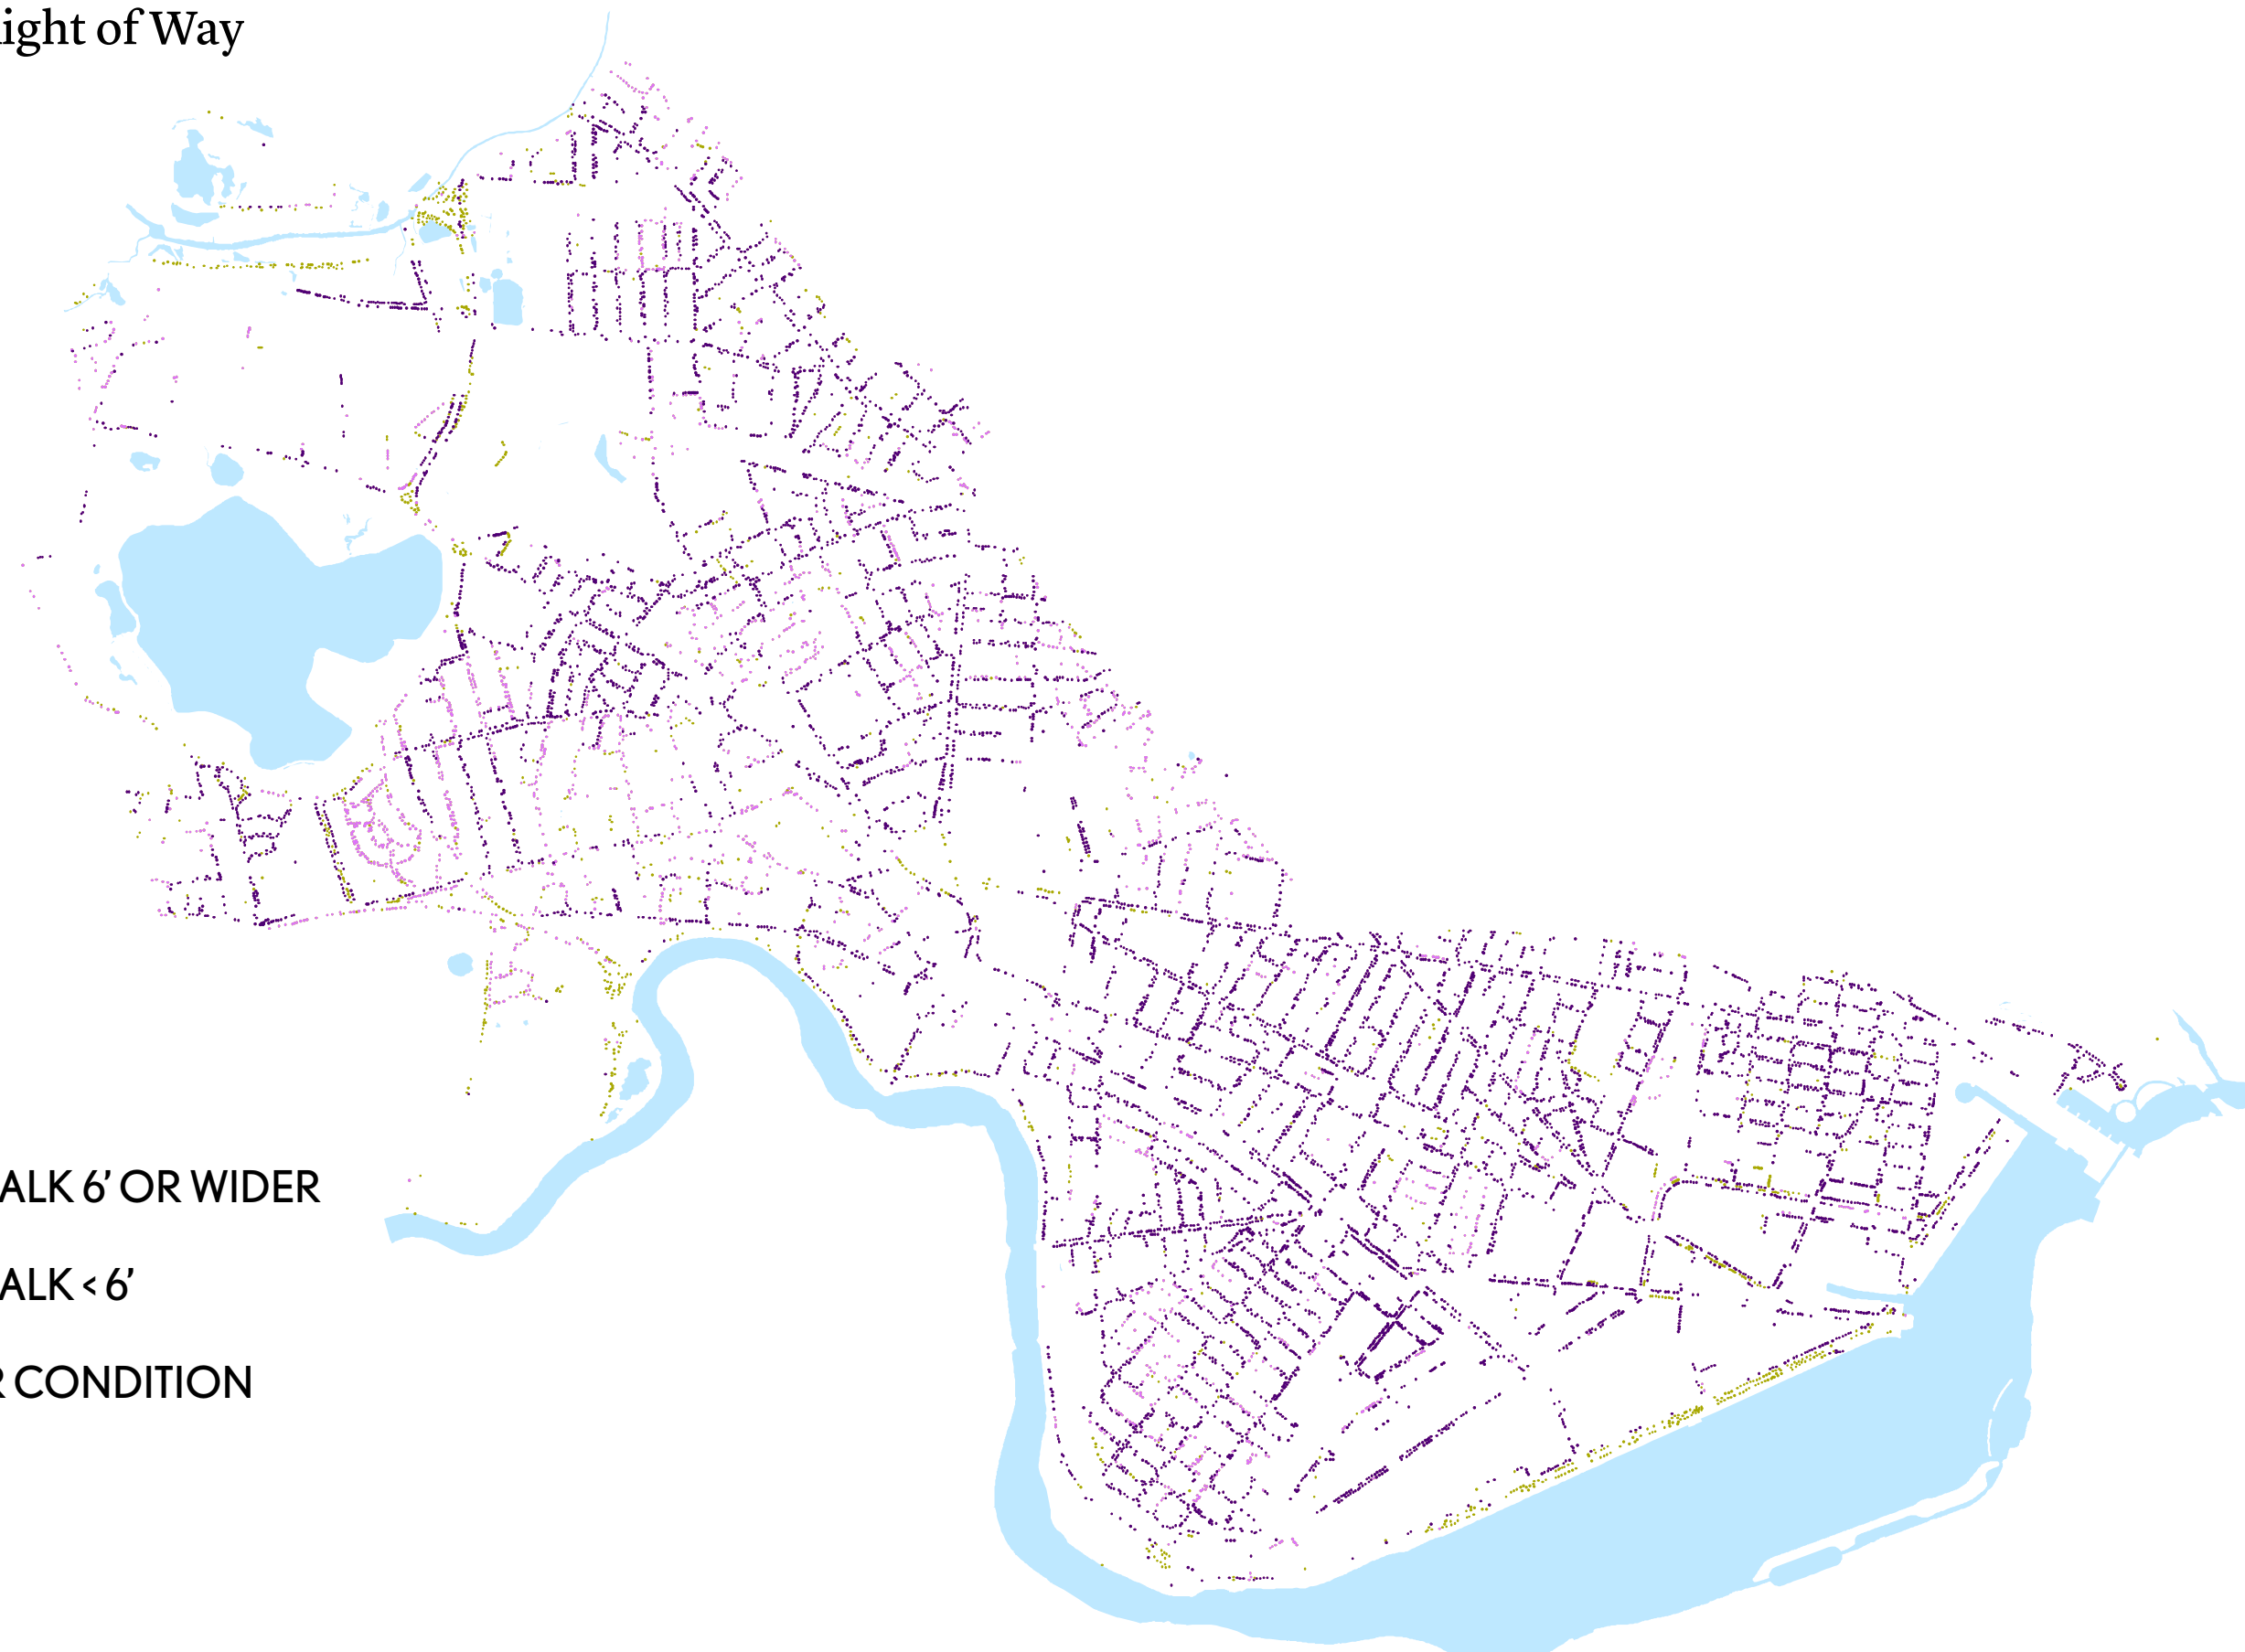 ight of Way
ALK 6’ OR WIDER
ALK < 6’
R CONDITION